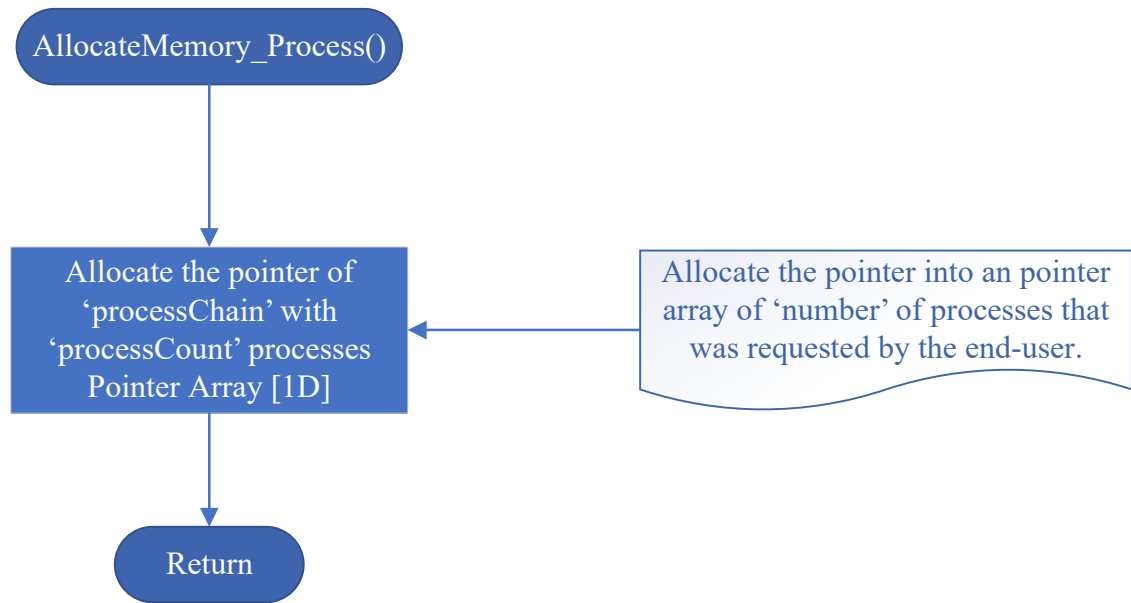 AllocateMemory_Process()
Allocate the pointer of
‘processChain’ with
‘processCount’ processes
Pointer Array [1D]
Allocate the pointer into an pointer
array of ‘number’ of processes that
was requested by the end-user.
Return